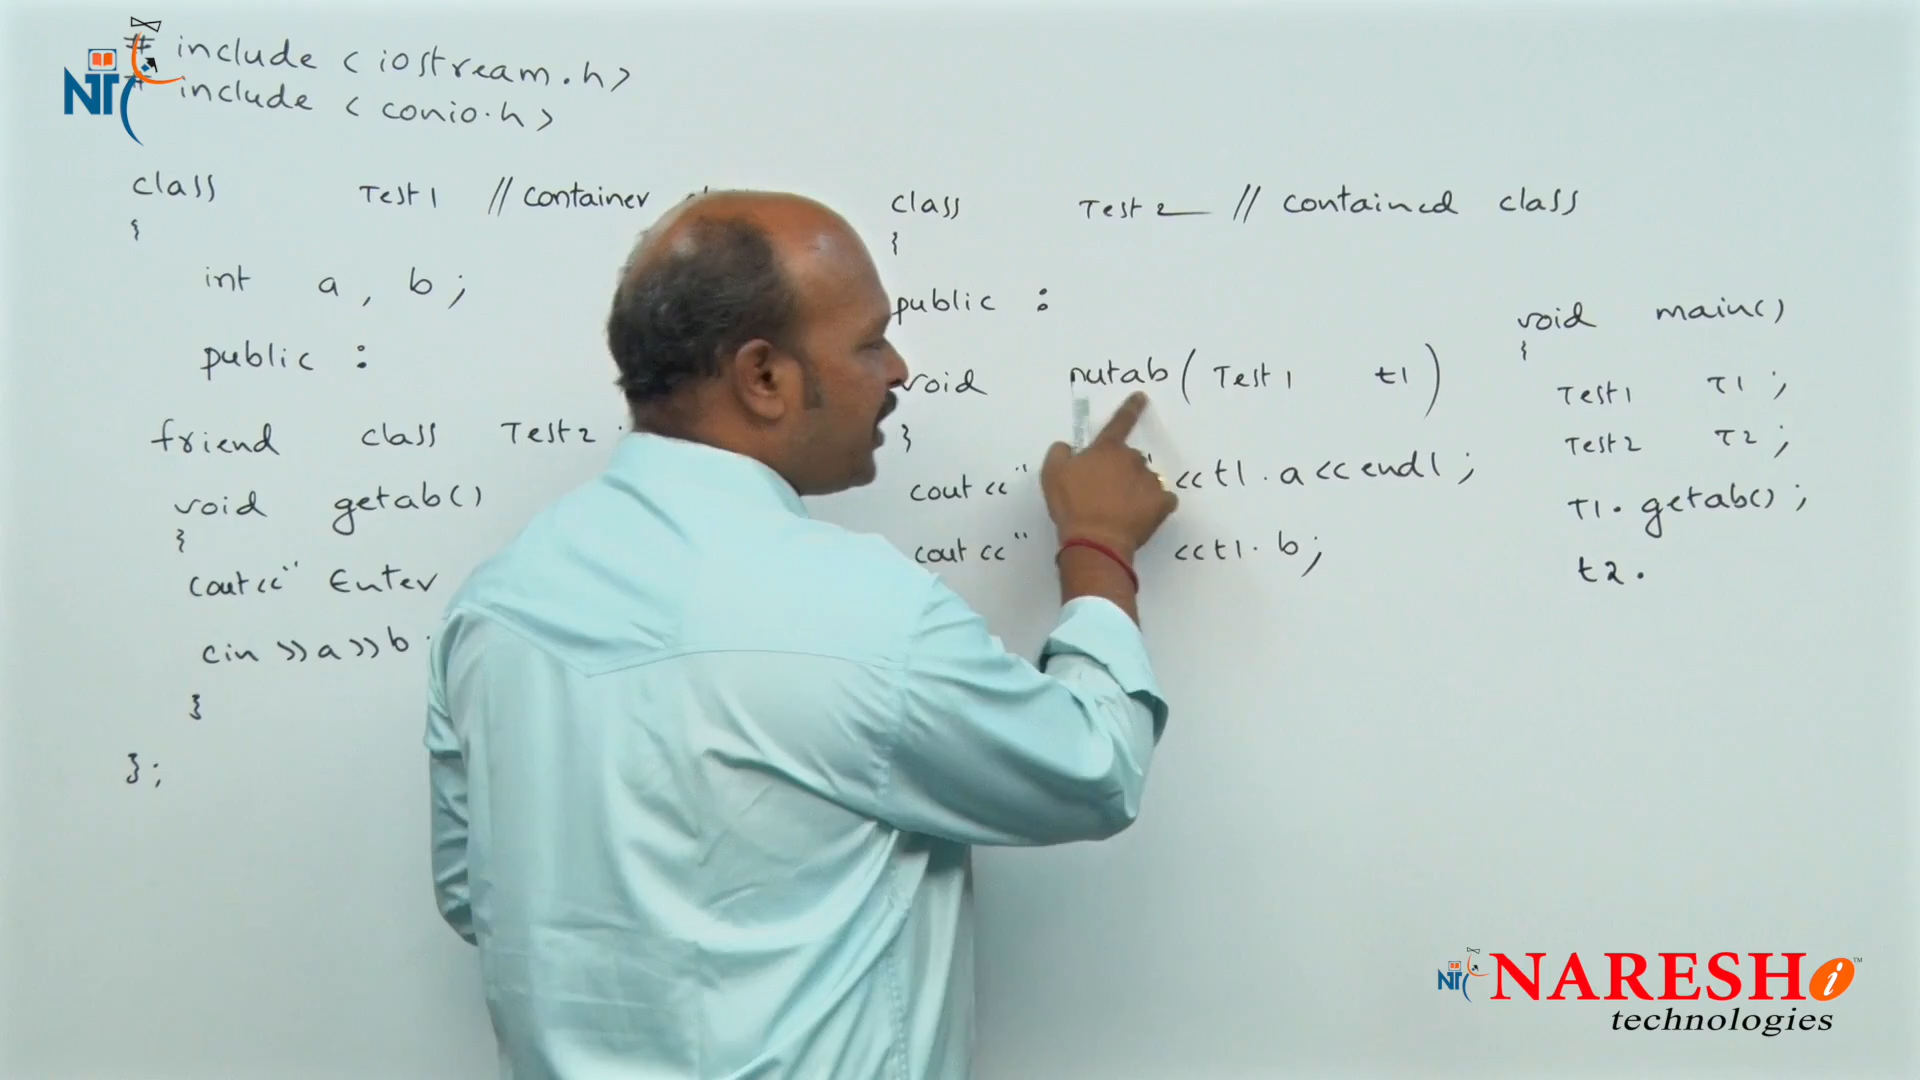 # include < iostream.h>
# include < conio.h>
class Test1 // container
{
int a , b ;
public :
friend class Test2
void getab()
{
cout<<" Enter
cin >>a>>b
}
};
class Test2 // contained class
{
public :
void putab( Test1 t1 )
}
cout <<" "<<t1.a<<endl ;
cout <<" <<t1.b;
void main()
{
Test1 T1 ;
Test2 T2 ;
T1.getab() ;
t2.
NT
NT
NARESH i
technologies